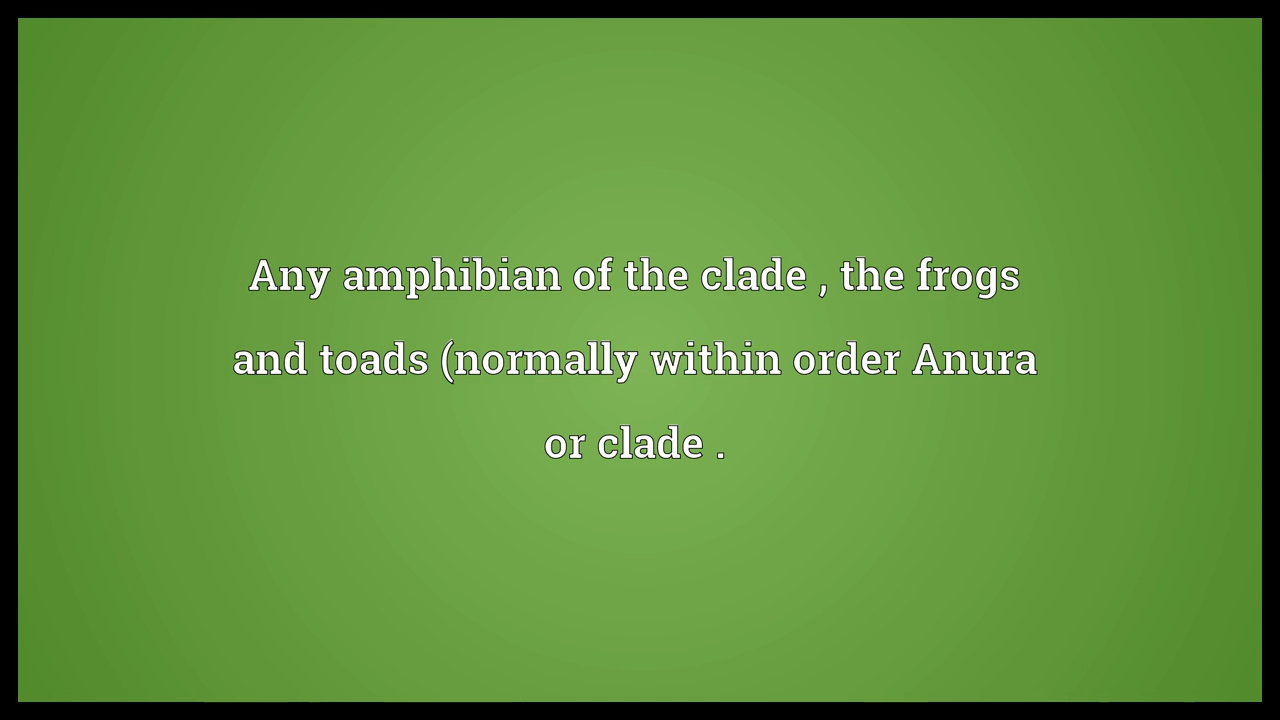 Any amphibian of the clade , the frogs
and toads (normally within order Anura
or clade .